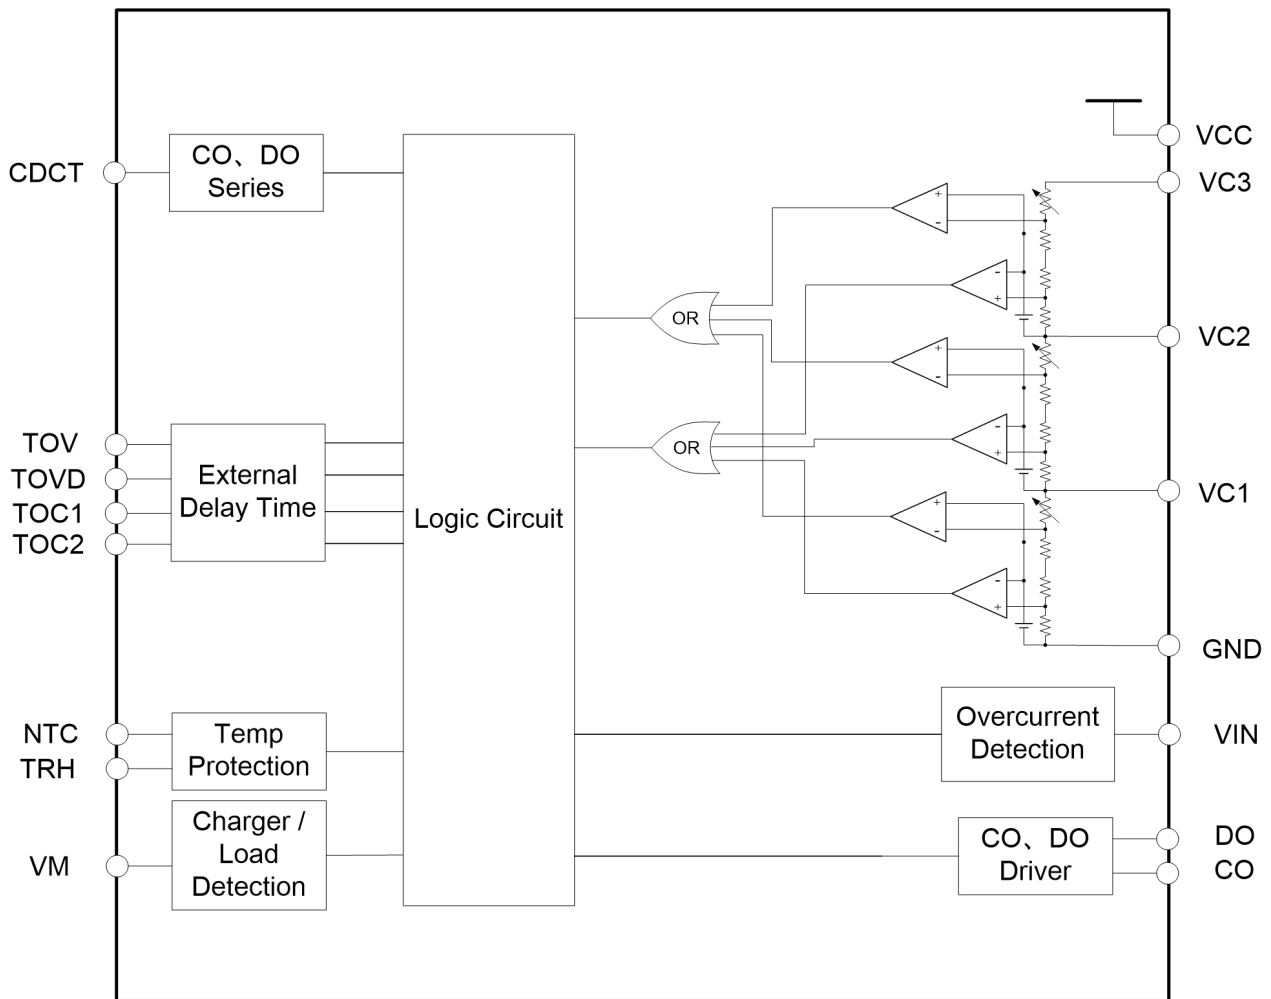 VCC
CDCT
CO、DO
Series
VC3
+
-
-
+
OR
VC2
+
-
TOV
TOVD
TOC1
TOC2
External
Delay Time
Logic Circuit
OR
-
+
VC1
+
-
-
+
GND
NTC
TRH
Temp
Protection
Overcurrent
Detection
VIN
VM
Charger /
Load
Detection
CO、DO
Driver
DO
CO